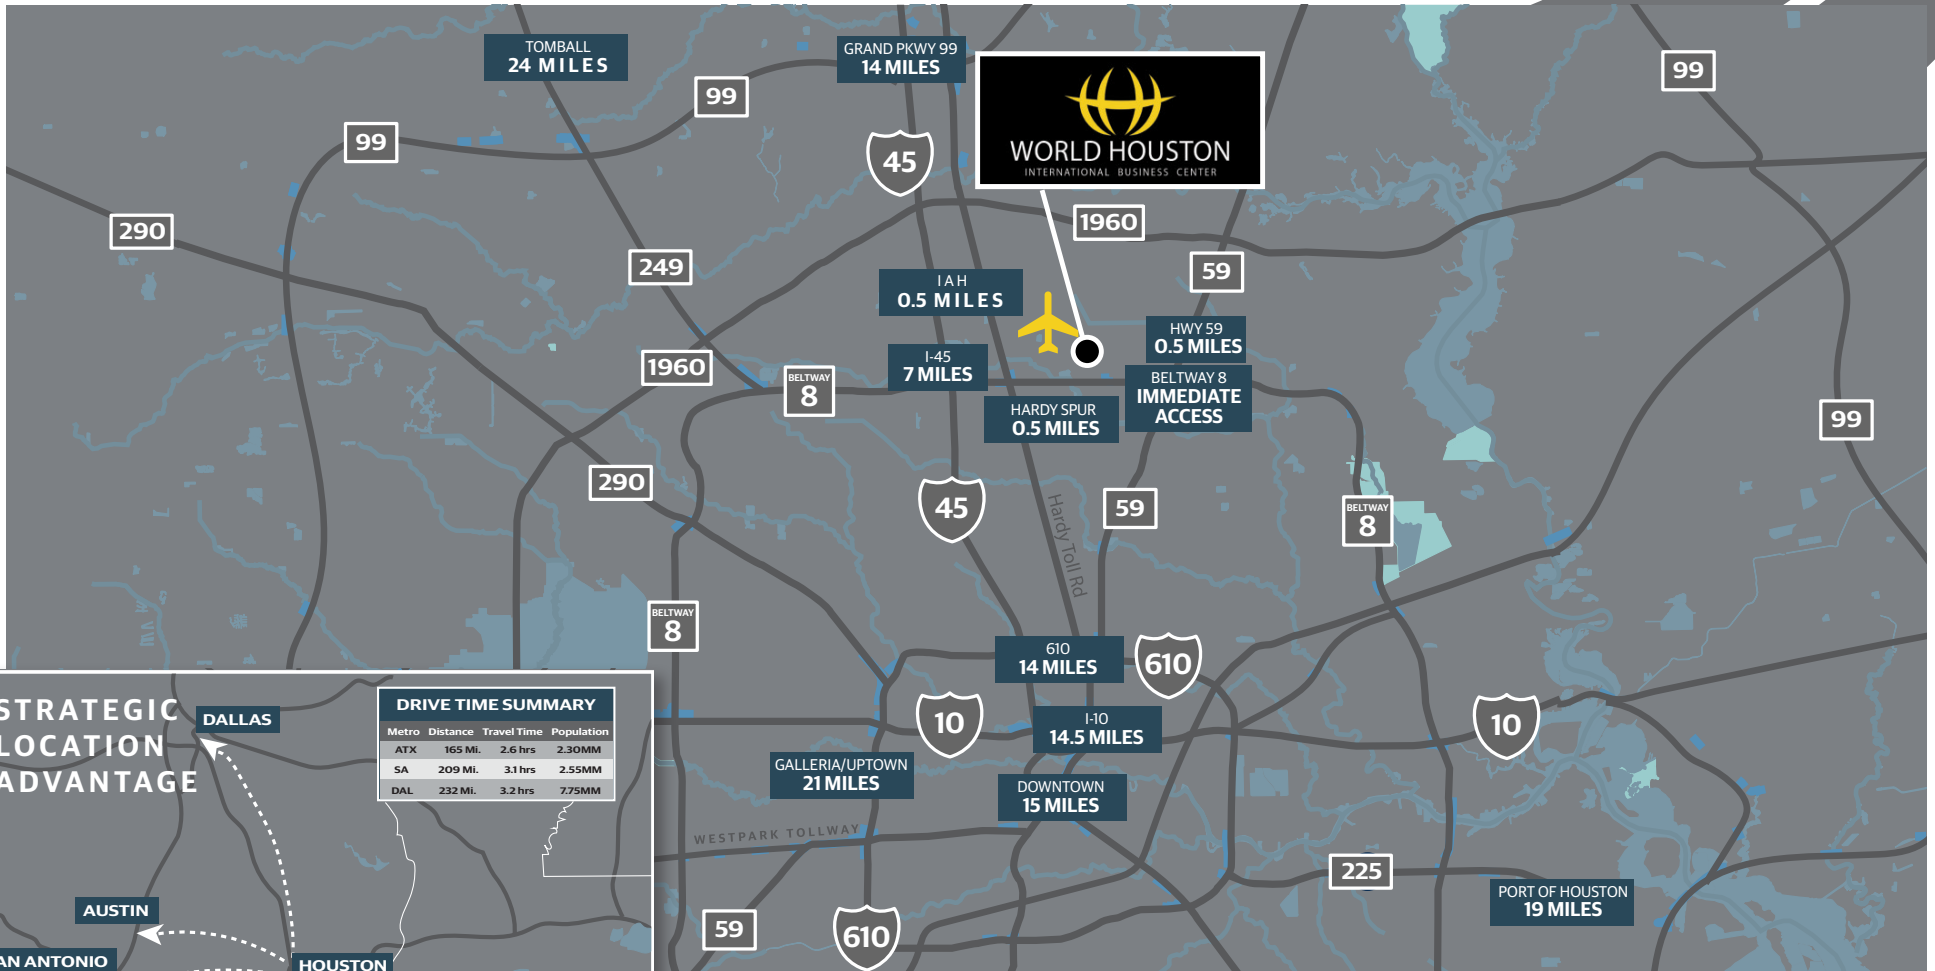 TOMBALL
24 MILES
GRAND PKWY 99
14 MILES
WORLD HOUSTON
INTERNATIONAL BUSINESS CENTER
99
99
99
45
290
1960
249
59
IAH
0.5 MILES
HWY 59
0.5 MILES
I-45
7 MILES
1960
BELTWAY
8
BELTWAY 8
IMMEDIATE
ACCESS
HARDY SPUR
0.5 MILES
99
290
45
59
BELTWAY
8
Hardy Toll Rd
BELTWAY
8
610
14 MILES
610
10
I-10
14.5 MILES
10
GALLERIA/UPTOWN
21 MILES
DOWNTOWN
15 MILES
WESTPARK TOLLWAY
225
PORT OF HOUSTON
19 MILES
59
610
STRATEGIC
LOCATION
ADVANTAGE
DALLAS
DRIVE TIME SUMMARY
Metro Distance Travel Time Population
ATX 165 Mi. 2.6 hrs 2.30MM
SA 209 Mi. 3.1 hrs 2.55MM
DAL 232 Mi. 3.2 hrs 7.75MM
AUSTIN
AN ANTONIO
HOUSTON